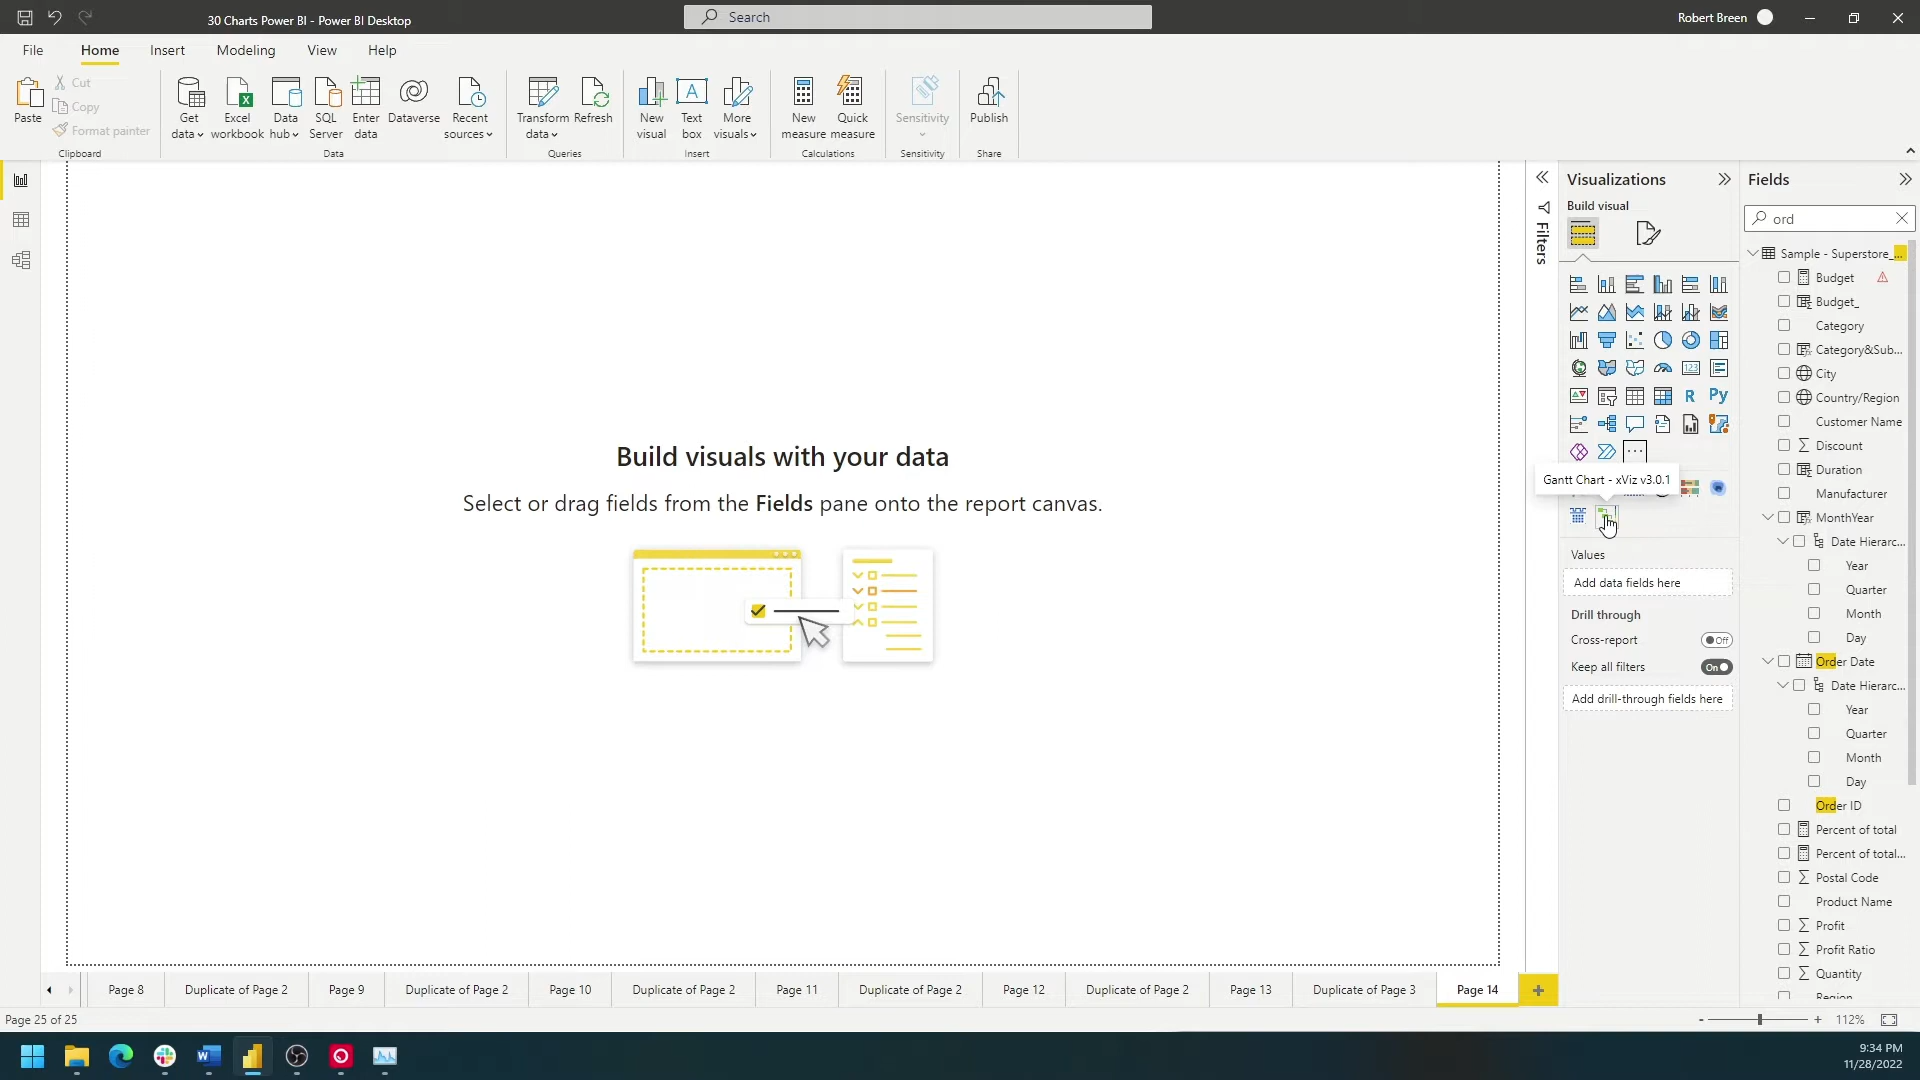 30 Charts Power BI - Power BI Desktop
Search
Robert Breen
File
Home
Insert
Modeling
View
Help
Paste
Cut
Copy
Format painter
Clipboard
Get data
Excel workbook
Data hub
SQL Server
Enter data
Dataverse
Recent sources
Data
Transform data
Refresh
Queries
New visual
Text box
More visuals
Insert
New measure
Quick measure
Calculations
Sensitivity
Sensitivity
Publish
Share
Build visuals with your data
Select or drag fields from the Fields pane onto the report canvas.
Filters
Visualizations
Build visual
123
R
Py
Gantt Chart - xViz v3.0.1
Values
Add data fields here
Drill through
Cross-report
Off
Keep all filters
On
Add drill-through fields here
Fields
ord
Sample - Superstore_...
Budget
Budget_
Category
Category&Sub...
City
Country/Region
Customer Name
Discount
Duration
Manufacturer
MonthYear
Date Hierarc...
Year
Quarter
Month
Day
Order Date
Date Hierarc...
Year
Quarter
Month
Day
Order ID
Percent of total
Percent of total...
Postal Code
Product Name
Profit
Profit Ratio
Quantity
Region
Page 8
Duplicate of Page 2
Page 9
Duplicate of Page 2
Page 10
Duplicate of Page 2
Page 11
Duplicate of Page 2
Page 12
Duplicate of Page 2
Page 13
Duplicate of Page 3
Page 14
Page 25 of 25
112%
9:34 PM
11/28/2022